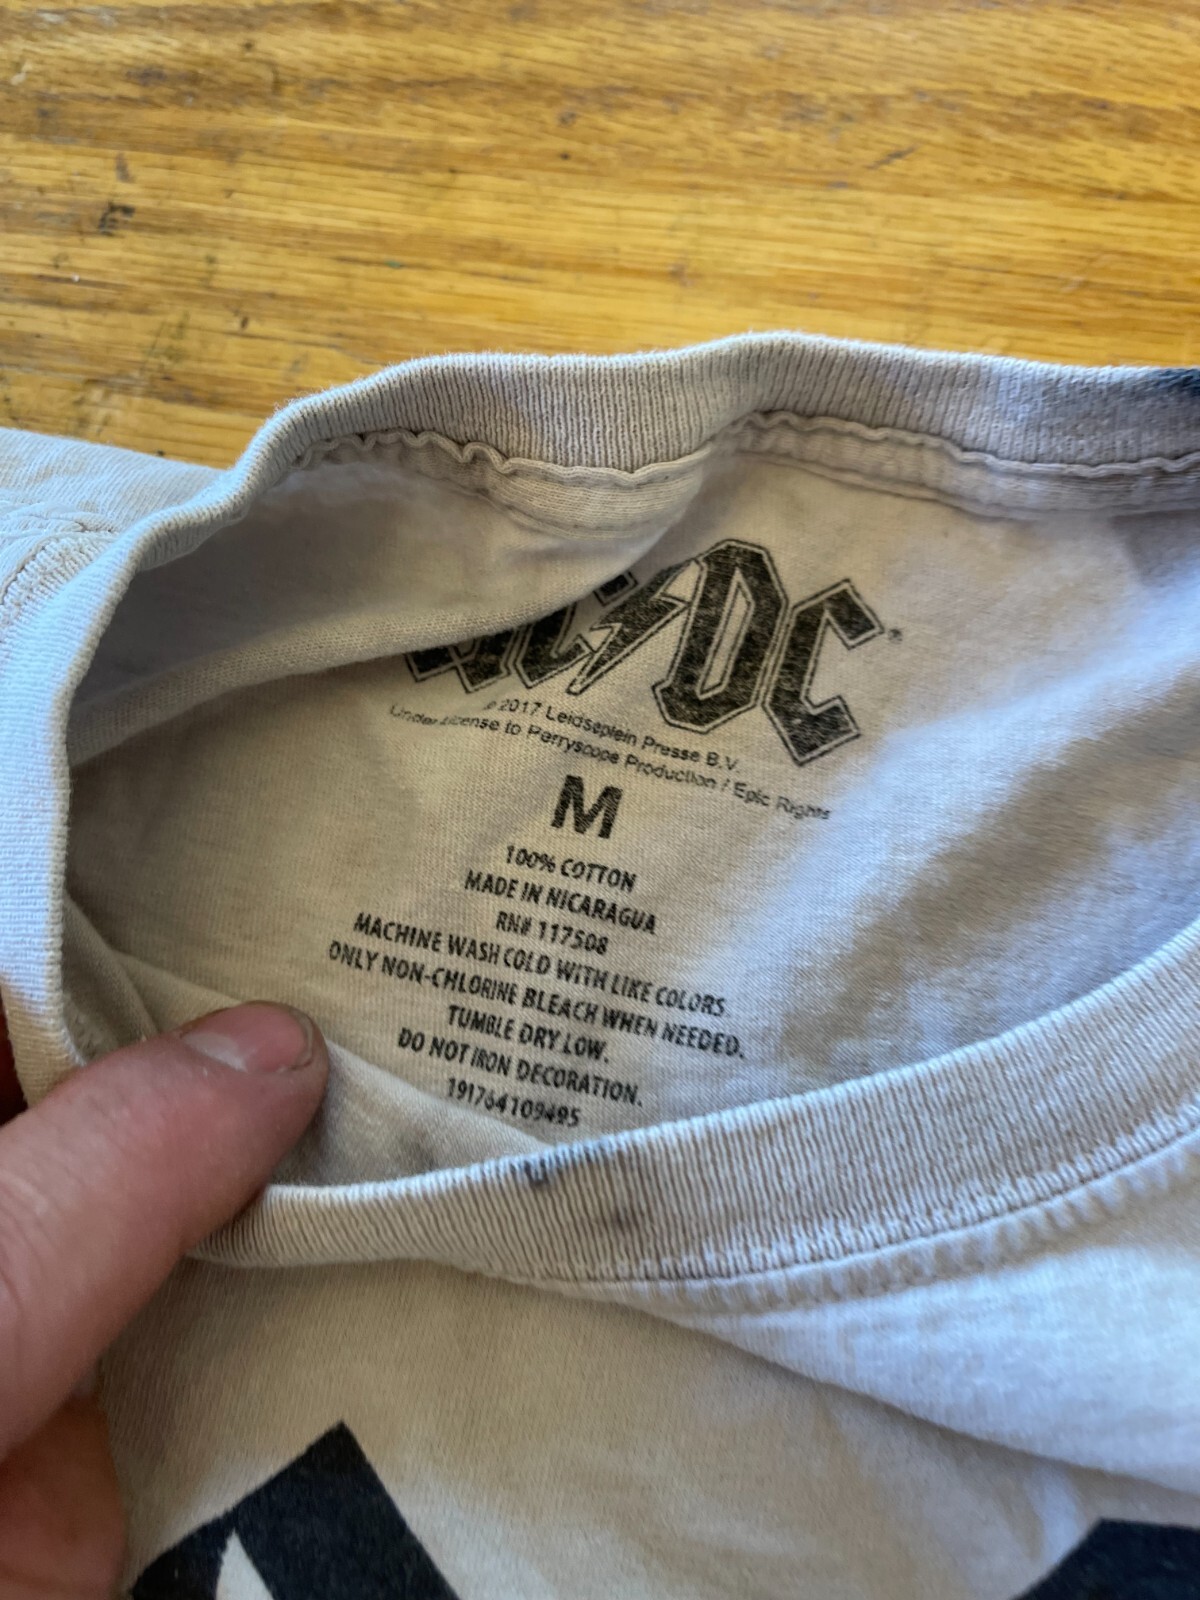 AC/DC®
2017 Leidseplein Presse B.V.
Under License to Perryscope Production / Epic Rights
M
100% COTTON
MADE IN NICARAGUA
RN# 117508
MACHINE WASH COLD WITH LIKE COLORS.
ONLY NON-CHLORINE BLEACH WHEN NEEDED.
TUMBLE DRY LOW.
DO NOT IRON DECORATION.
191764109495